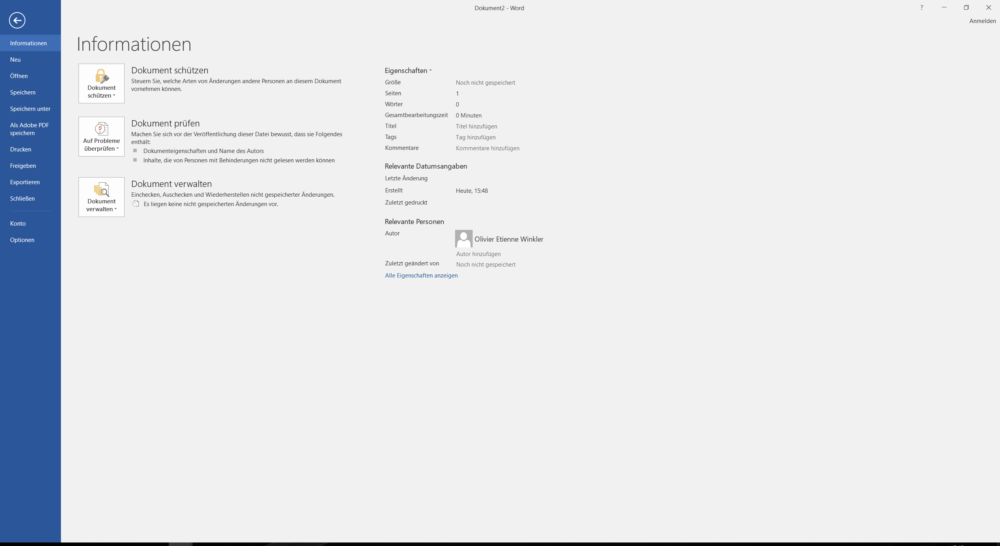 Dokument2 - Word
?
Anmelden
Informationen
Neu
Öffnen
Speichern
Speichern unter
Als Adobe PDF
speichern
Drucken
Freigeben
Exportieren
Schließen
Konto
Optionen
Informationen
Dokument
schützen
Dokument schützen
Steuern Sie, welche Arten von Änderungen andere Personen an diesem Dokument
vornehmen können.
Auf Probleme
überprüfen
Dokument prüfen
Machen Sie sich vor der Veröffentlichung dieser Datei bewusst, dass sie Folgendes
enthält:
Dokumenteigenschaften und Name des Autors
Inhalte, die von Personen mit Behinderungen nicht gelesen werden können
Dokument
verwalten
Dokument verwalten
Einchecken, Auschecken und Wiederherstellen nicht gespeicherter Änderungen.
Es liegen keine nicht gespeicherten Änderungen vor.
Eigenschaften
Größe Noch nicht gespeichert
Seiten 1
Wörter 0
Gesamtbearbeitungszeit 0 Minuten
Titel Titel hinzufügen
Tags Tag hinzufügen
Kommentare Kommentare hinzufügen
Relevante Datumsangaben
Letzte Änderung
Erstellt Heute, 15:48
Zuletzt gedruckt
Relevante Personen
Autor Olivier Etienne Winkler
Autor hinzufügen
Zuletzt geändert von Noch nicht gespeichert
Alle Eigenschaften anzeigen